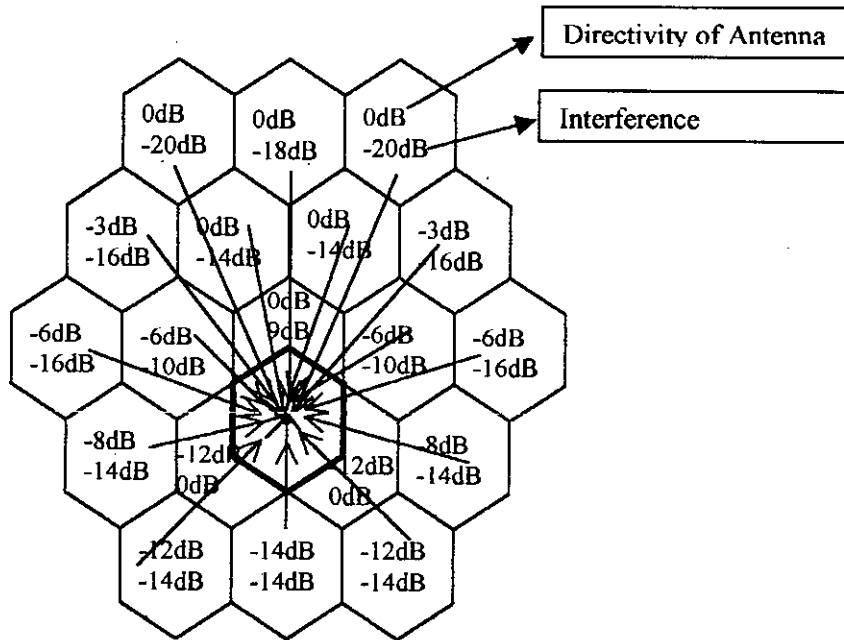 Directivity of Antenna
Interference
0dB 0dB 0dB
-20dB -18dB -20dB
-3dB 0dB 0dB -3dB
-16dB -14dB -14dB -16dB
0dB
-6dB -6dB 9dB -6dB -6dB
-16dB -10dB -10dB -16dB
-8dB -12dB 2dB -8dB
-14dB 0dB 0dB -14dB
-12dB -14dB -12dB
-14dB -14dB -14dB